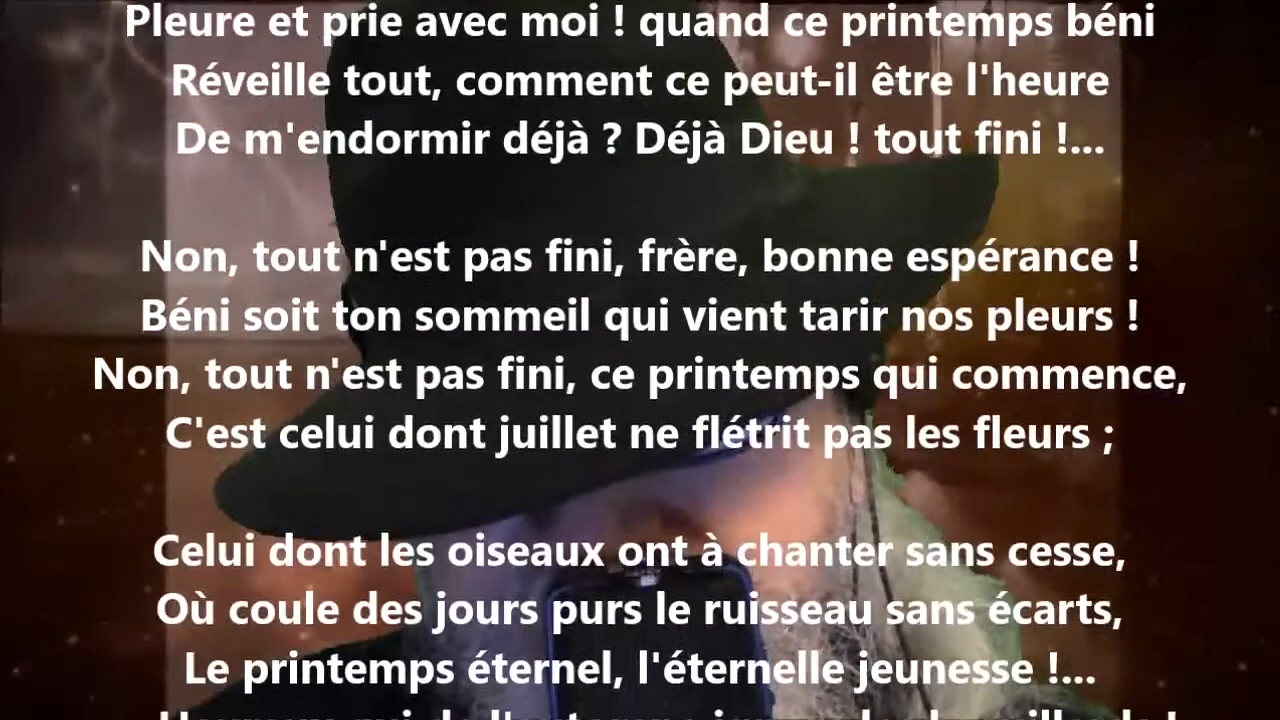 Pleure et prie avec moi ! quand ce printemps béni
Réveille tout, comment ce peut-il être l'heure
De m'endormir déjà ? Déjà Dieu ! tout fini !...
Non, tout n'est pas fini, frère, bonne espérance !
Béni soit ton sommeil qui vient tarir nos pleurs !
Non, tout n'est pas fini, ce printemps qui commence,
C'est celui dont juillet ne flétrit pas les fleurs ;
Celui dont les oiseaux ont à chanter sans cesse,
Où coule des jours purs le ruisseau sans écarts,
Le printemps éternel, l'éternelle jeunesse !...